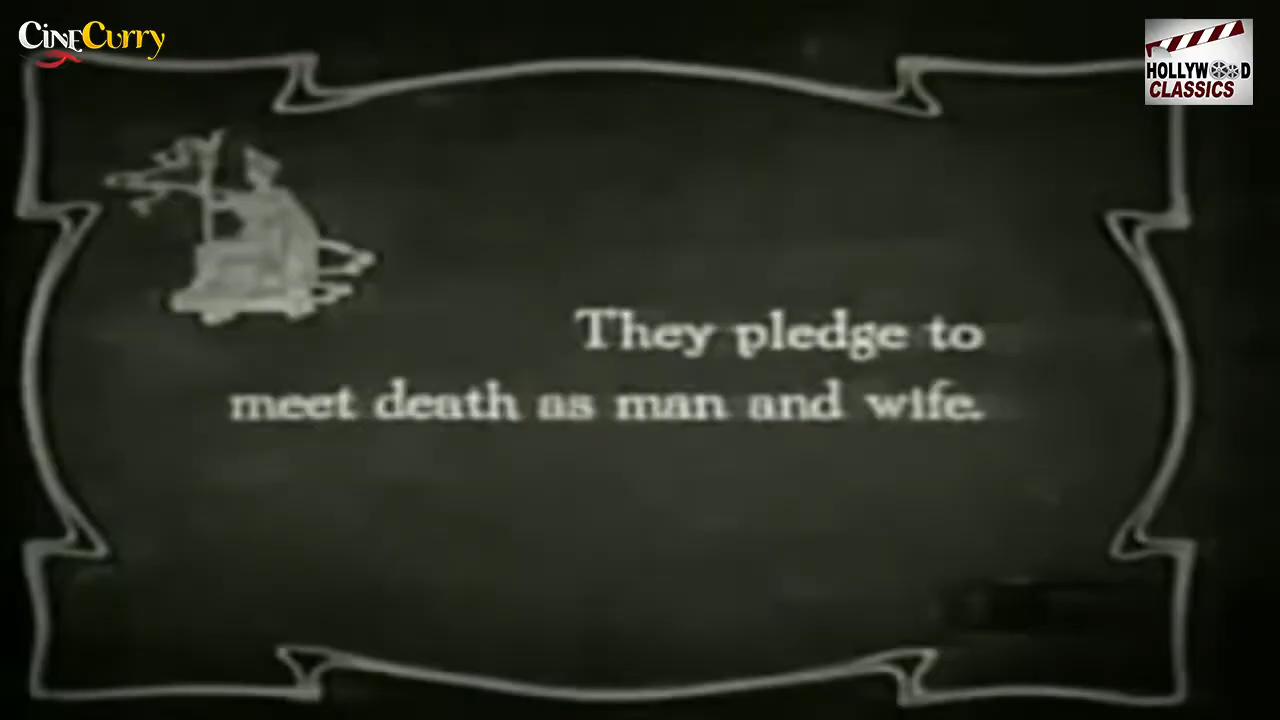 CINECURRY
HOLLYWOOD
CLASSICS
They pledge to
meet death as man and wife.